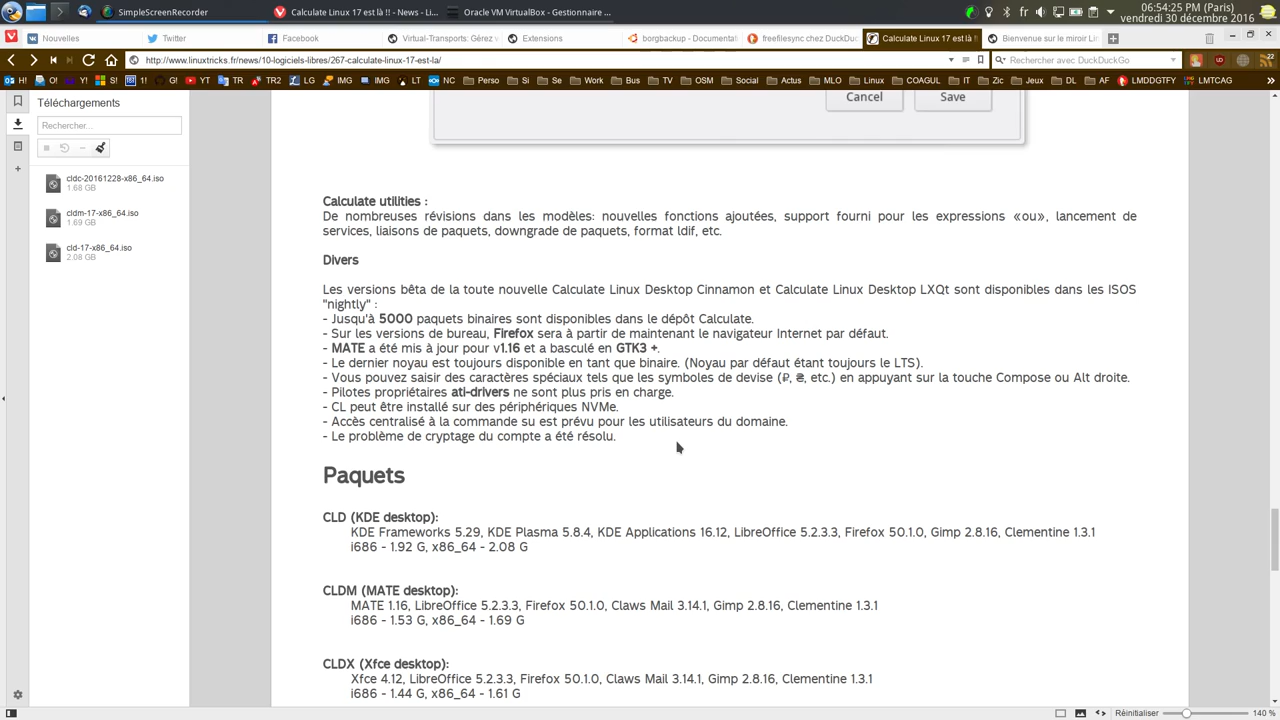 SimpleScreenRecorder
Calculate Linux 17 est là !! - News - Li...
Oracle VM VirtualBox - Gestionnaire ...
fr
06:54:25 PM (Paris)
vendredi 30 décembre 2016
Nouvelles
Twitter
Facebook
Virtual-Transports: Gérez v
Extensions
borgbackup - Documentati
freefilesync chez DuckDuc
Calculate Linux 17 est là !
Bienvenue sur le miroir Lin
http://www.linuxtricks.fr/news/10-logiciels-libres/267-calculate-linux-17-est-la/
Rechercher avec DuckDuckGo
H! O! Y! S! 1! G! YT TR2 LG IMG IMG LT NC Perso Si Se Work Bus TV OSM Social Actus MLO Linux COAGUL IT Zic Jeux DL AF LMDDGTFY LMTCAG
Téléchargements
Rechercher...
cldc-20161228-x86_64.iso
1.68 GB
cldm-17-x86_64.iso
1.69 GB
cld-17-x86_64.iso
2.08 GB
Cancel
Save
Calculate utilities :
De nombreuses révisions dans les modèles: nouvelles fonctions ajoutées, support fourni pour les expressions «ou», lancement de
services, liaisons de paquets, downgrade de paquets, format ldif, etc.
Divers
Les versions bêta de la toute nouvelle Calculate Linux Desktop Cinnamon et Calculate Linux Desktop LXQt sont disponibles dans les ISOS
"nightly" :
- Jusqu'à 5000 paquets binaires sont disponibles dans le dépôt Calculate.
- Sur les versions de bureau, Firefox sera à partir de maintenant le navigateur Internet par défaut.
- MATE a été mis à jour pour v1.16 et a basculé en GTK3 +.
- Le dernier noyau est toujours disponible en tant que binaire. (Noyau par défaut étant toujours le LTS).
- Vous pouvez saisir des caractères spéciaux tels que les symboles de devise (₽, ₴, etc.) en appuyant sur la touche Compose ou Alt droite.
- Pilotes propriétaires ati-drivers ne sont plus pris en charge.
- CL peut être installé sur des périphériques NVMe.
- Accès centralisé à la commande su est prévu pour les utilisateurs du domaine.
- Le problème de cryptage du compte a été résolu.
Paquets
CLD (KDE desktop):
KDE Frameworks 5.29, KDE Plasma 5.8.4, KDE Applications 16.12, LibreOffice 5.2.3.3, Firefox 50.1.0, Gimp 2.8.16, Clementine 1.3.1
i686 - 1.92 G, x86_64 - 2.08 G
CLDM (MATE desktop):
MATE 1.16, LibreOffice 5.2.3.3, Firefox 50.1.0, Claws Mail 3.14.1, Gimp 2.8.16, Clementine 1.3.1
i686 - 1.53 G, x86_64 - 1.69 G
CLDX (Xfce desktop):
Xfce 4.12, LibreOffice 5.2.3.3, Firefox 50.1.0, Claws Mail 3.14.1, Gimp 2.8.16, Clementine 1.3.1
i686 - 1.44 G, x86_64 - 1.61 G
Réinitialiser
140 %